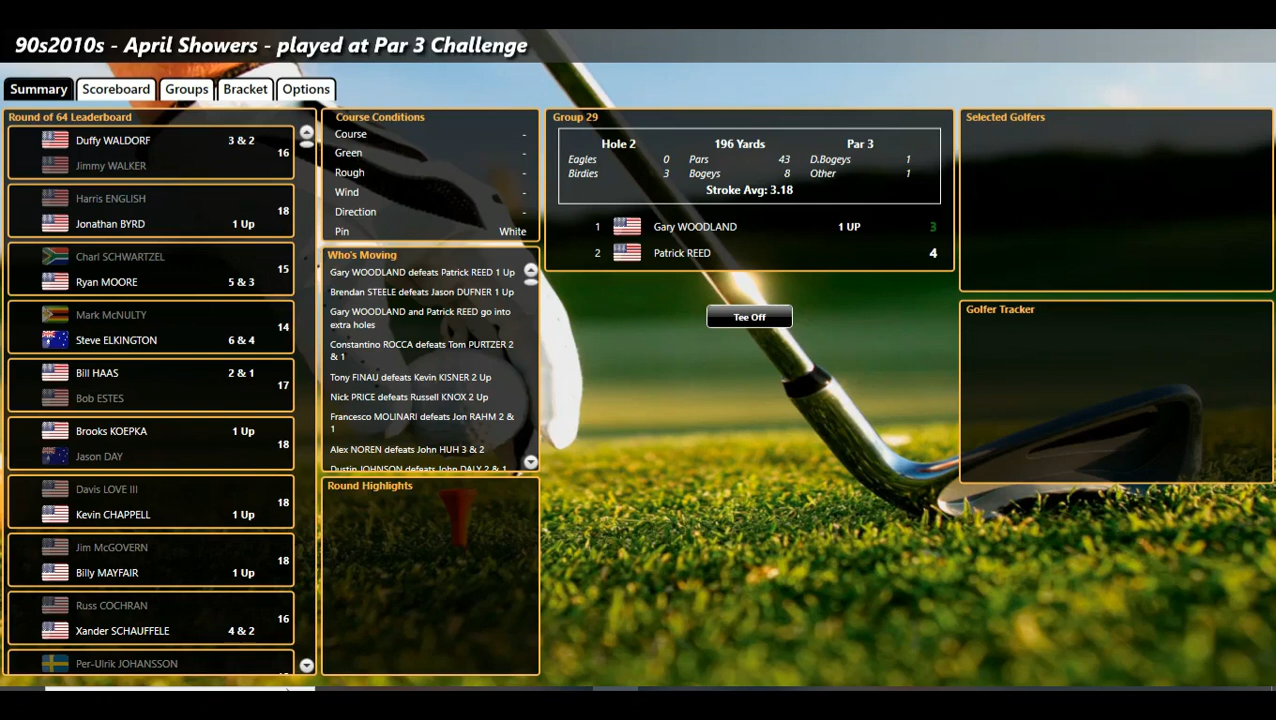 90s2010s - April Showers - played at Par 3 Challenge
Summary
Scoreboard
Groups
Bracket
Options
Round of 64 Leaderboard
Duffy WALDORF 3 & 2
Jimmy WALKER
16
Harris ENGLISH
Jonathan BYRD 1 Up
18
Charl SCHWARTZEL
Ryan MOORE 5 & 3
15
Mark McNULTY
Steve ELKINGTON 6 & 4
14
Bill HAAS 2 & 1
Bob ESTES
17
Brooks KOEPKA 1 Up
Jason DAY
18
Davis LOVE III
Kevin CHAPPELL 1 Up
18
Jim McGOVERN
Billy MAYFAIR 1 Up
18
Russ COCHRAN
Xander SCHAUFFELE 4 & 2
16
Per-Ulrik JOHANSSON
Course Conditions
Course -
Green -
Rough -
Wind -
Direction -
Pin White
Who's Moving
Gary WOODLAND defeats Patrick REED 1 Up
Brendan STEELE defeats Jason DUFNER 1 Up
Gary WOODLAND and Patrick REED go into
extra holes
Constantino ROCCA defeats Tom PURTZER 2
& 1
Tony FINAU defeats Kevin KISNER 2 Up
Nick PRICE defeats Russell KNOX 2 Up
Francesco MOLINARI defeats Jon RAHM 2 &
1
Alex NOREN defeats John HUH 3 & 2
Dustin JOHNSON defeats John DALY 2 & 1
Round Highlights
Group 29
Hole 2 196 Yards Par 3
Eagles 0 Pars 43 D.Bogeys 1
Birdies 3 Bogeys 8 Other 1
Stroke Avg: 3.18
1 Gary WOODLAND 1 UP 3
2 Patrick REED 4
Tee Off
Selected Golfers
Golfer Tracker